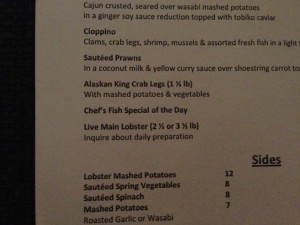 Cajun crusted, seared over wasabi mashed potatoes
in a ginger soy sauce reduction topped with tobiko caviar
Cioppino
Clams, crab legs, shrimp, mussels & assorted fresh fish in a light
Sautéed Prawns
In a coconut milk & yellow curry sauce over shoestring carrot
Alaskan King Crab Legs (1 ½ lb)
With mashed potatoes & vegetables
Chef's Fish Special of the Day
Live Main Lobster (2 ½ or 3 ½ lb)
Inquire about daily preparation
Sides
Lobster Mashed Potatoes 12
Sautéed Spring Vegetables 8
Sautéed Spinach 8
Mashed Potatoes 7
Roasted Garlic or Wasabi